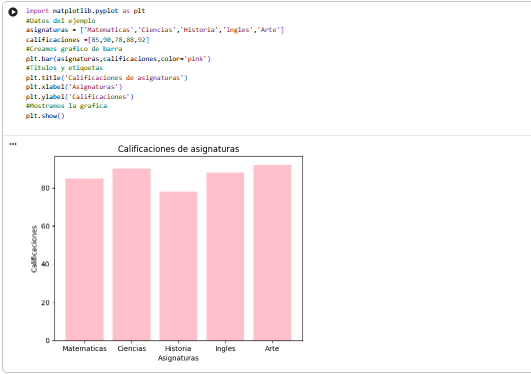 import matplotlib.pyplot as plt
#Datos del ejemplo
asignaturas = ['Matematicas','Ciencias','Historia','Ingles','Arte']
calificaciones =[85,90,78,88,92]
#Creamos grafico de barra
plt.bar(asignaturas,calificaciones,color='pink')
#Titulos y etiquetas
plt.title('Calificaciones de asignaturas')
plt.xlabel('Asignaturas')
plt.ylabel('Calificaciones')
#Mostramos la grafica
plt.show()
...
Calificaciones de asignaturas
80
60
40
20
0
Calificaciones
Matematicas Ciencias Historia Ingles Arte
Asignaturas